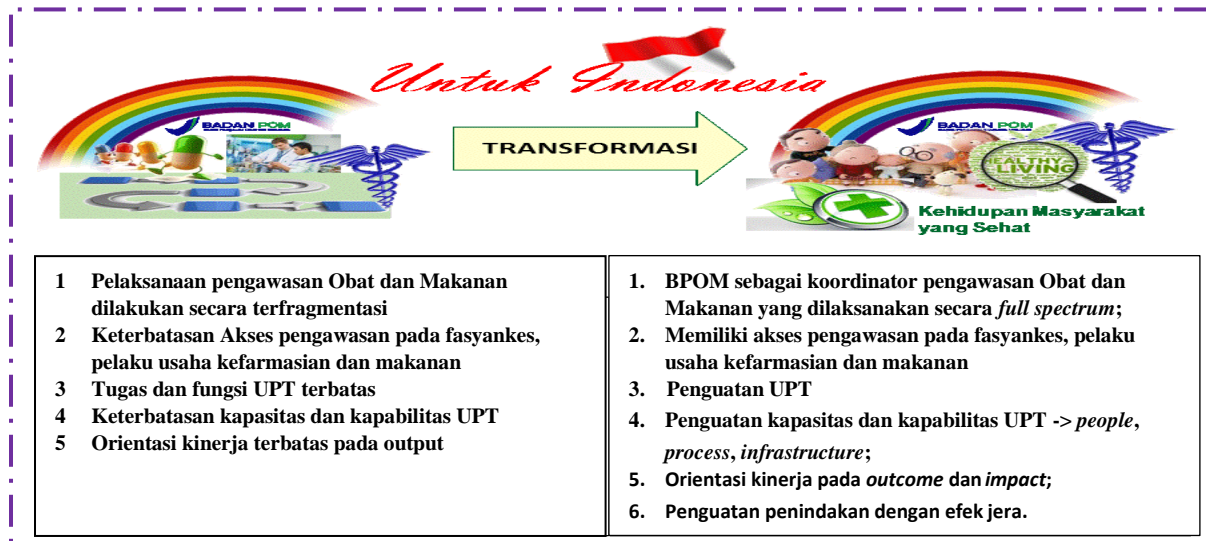 Untuk Indonesia
BADAN POM
TRANSFORMASI
BADAN POM
HEALTHY
LIVING
Kehidupan Masyarakat
yang Sehat
1 Pelaksanaan pengawasan Obat dan Makanan
dilakukan secara terfragmentasi
2 Keterbatasan Akses pengawasan pada fasyankes,
pelaku usaha kefarmasian dan makanan
3 Tugas dan fungsi UPT terbatas
4 Keterbatasan kapasitas dan kapabilitas UPT
5 Orientasi kinerja terbatas pada output
1. BPOM sebagai koordinator pengawasan Obat dan
Makanan yang dilaksanakan secara full spectrum;
2. Memiliki akses pengawasan pada fasyankes, pelaku
usaha kefarmasian dan makanan
3. Penguatan UPT
4. Penguatan kapasitas dan kapabilitas UPT -> people,
process, infrastructure;
5. Orientasi kinerja pada outcome dan impact;
6. Penguatan penindakan dengan efek jera.